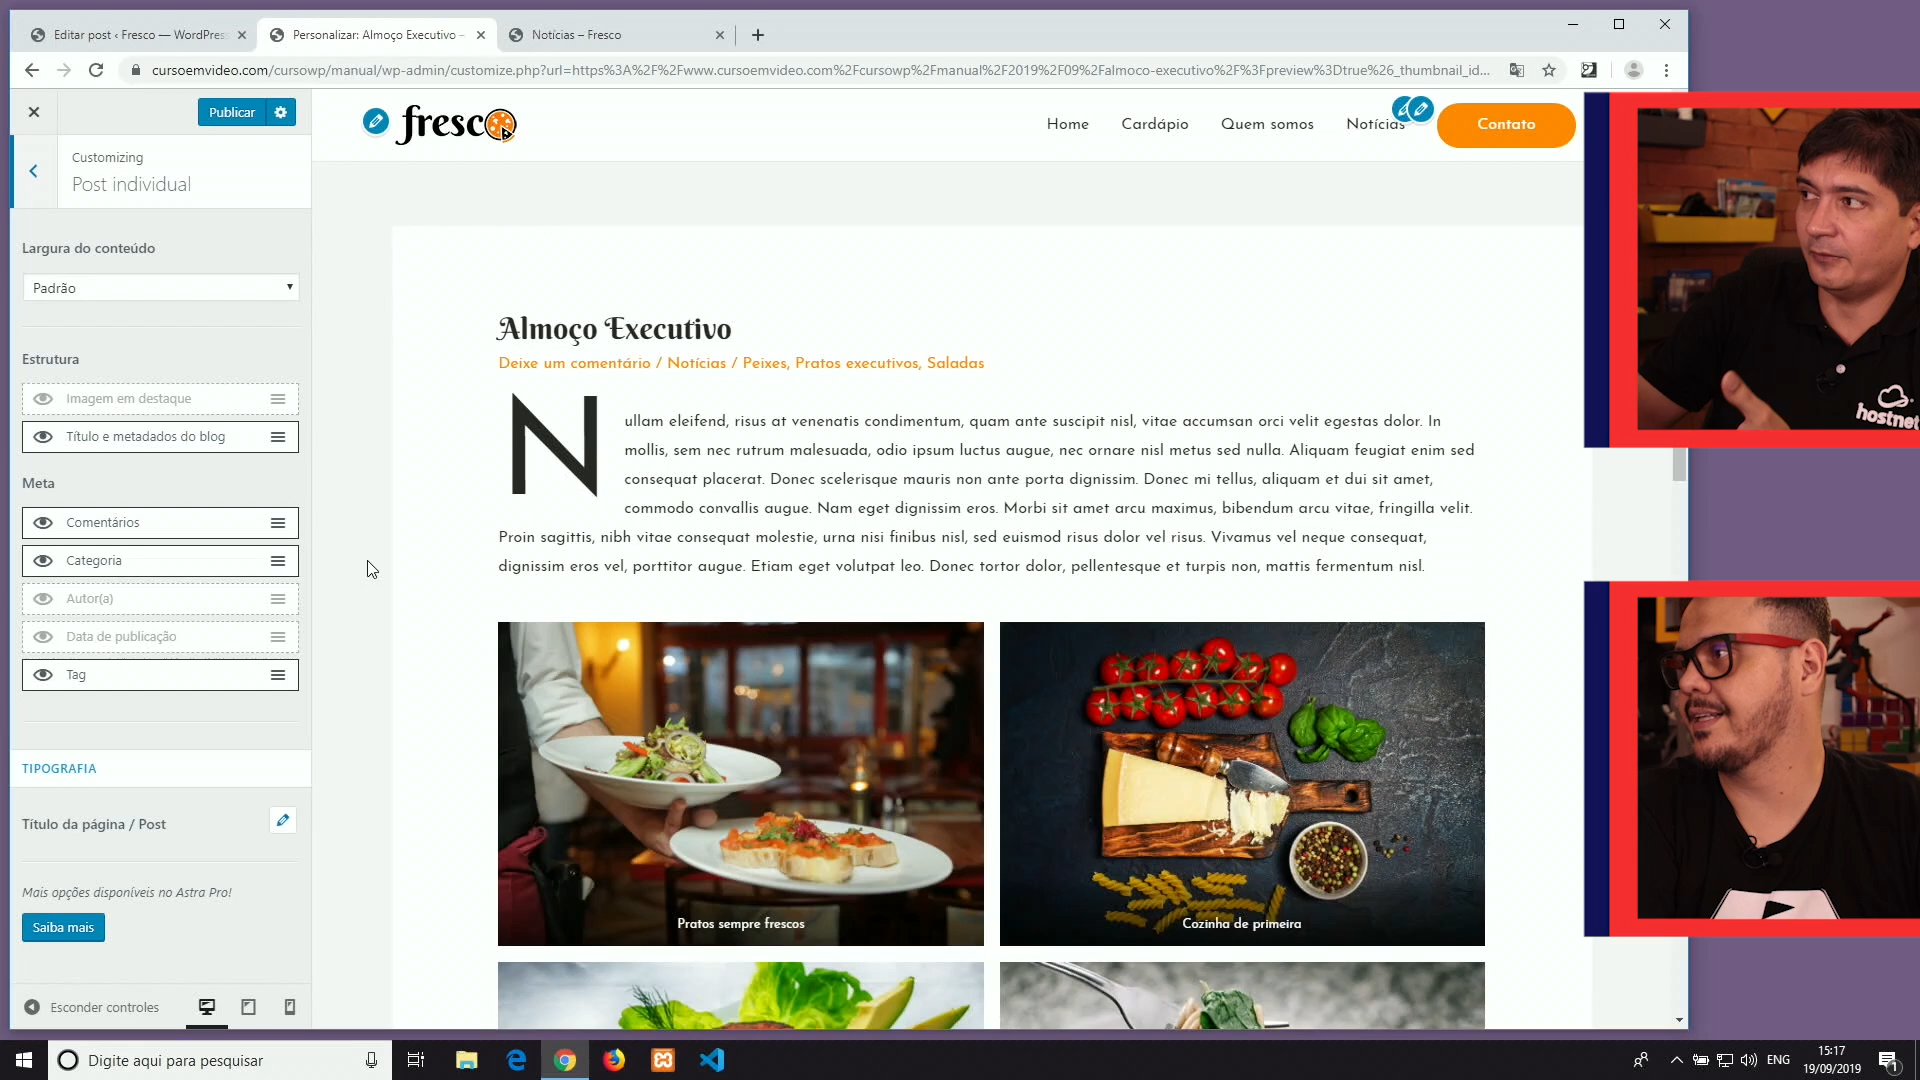 Editar post ‹ Fresco — WordPress
Personalizar: Almoço Executivo –
Notícias – Fresco
cursoemvideo.com/cursowp/manual/wp-admin/customize.php?url=https%3A%2F%2Fwww.cursoemvideo.com%2Fcursowp%2Fmanual%2F2019%2F09%2Falmoco-executivo%2F%3Fpreview%3Dtrue%26_thumbnail_id...
Publicar
Customizing
Post individual
Largura do conteúdo
Padrão
Estrutura
Imagem em destaque
Título e metadados do blog
Meta
Comentários
Categoria
Autor(a)
Data de publicação
Tag
TIPOGRAFIA
Título da página / Post
Mais opções disponíveis no Astra Pro!
Saiba mais
Esconder controles
fresco
Home
Cardápio
Quem somos
Notícias
Contato
Almoço Executivo
Deixe um comentário / Notícias / Peixes, Pratos executivos, Saladas
Nullam eleifend, risus at venenatis condimentum, quam ante suscipit nisl, vitae accumsan orci velit egestas dolor. In
mollis, sem nec rutrum malesuada, odio ipsum luctus augue, nec ornare nisl metus sed nulla. Aliquam feugiat enim sed
consequat placerat. Donec scelerisque mauris non ante porta dignissim. Donec mi tellus, aliquam et dui sit amet,
commodo convallis augue. Nam eget dignissim eros. Morbi sit amet arcu maximus, bibendum arcu vitae, fringilla velit.
Proin sagittis, nibh vitae consequat molestie, urna nisi finibus nisl, sed euismod risus dolor vel risus. Vivamus vel neque consequat,
dignissim eros vel, porttitor augue. Etiam eget volutpat leo. Donec tortor dolor, pellentesque et turpis non, mattis fermentum nisl.
Pratos sempre frescos
Cozinha de primeira
hostnet
Digite aqui para pesquisar
ENG
15:17
19/09/2019
1